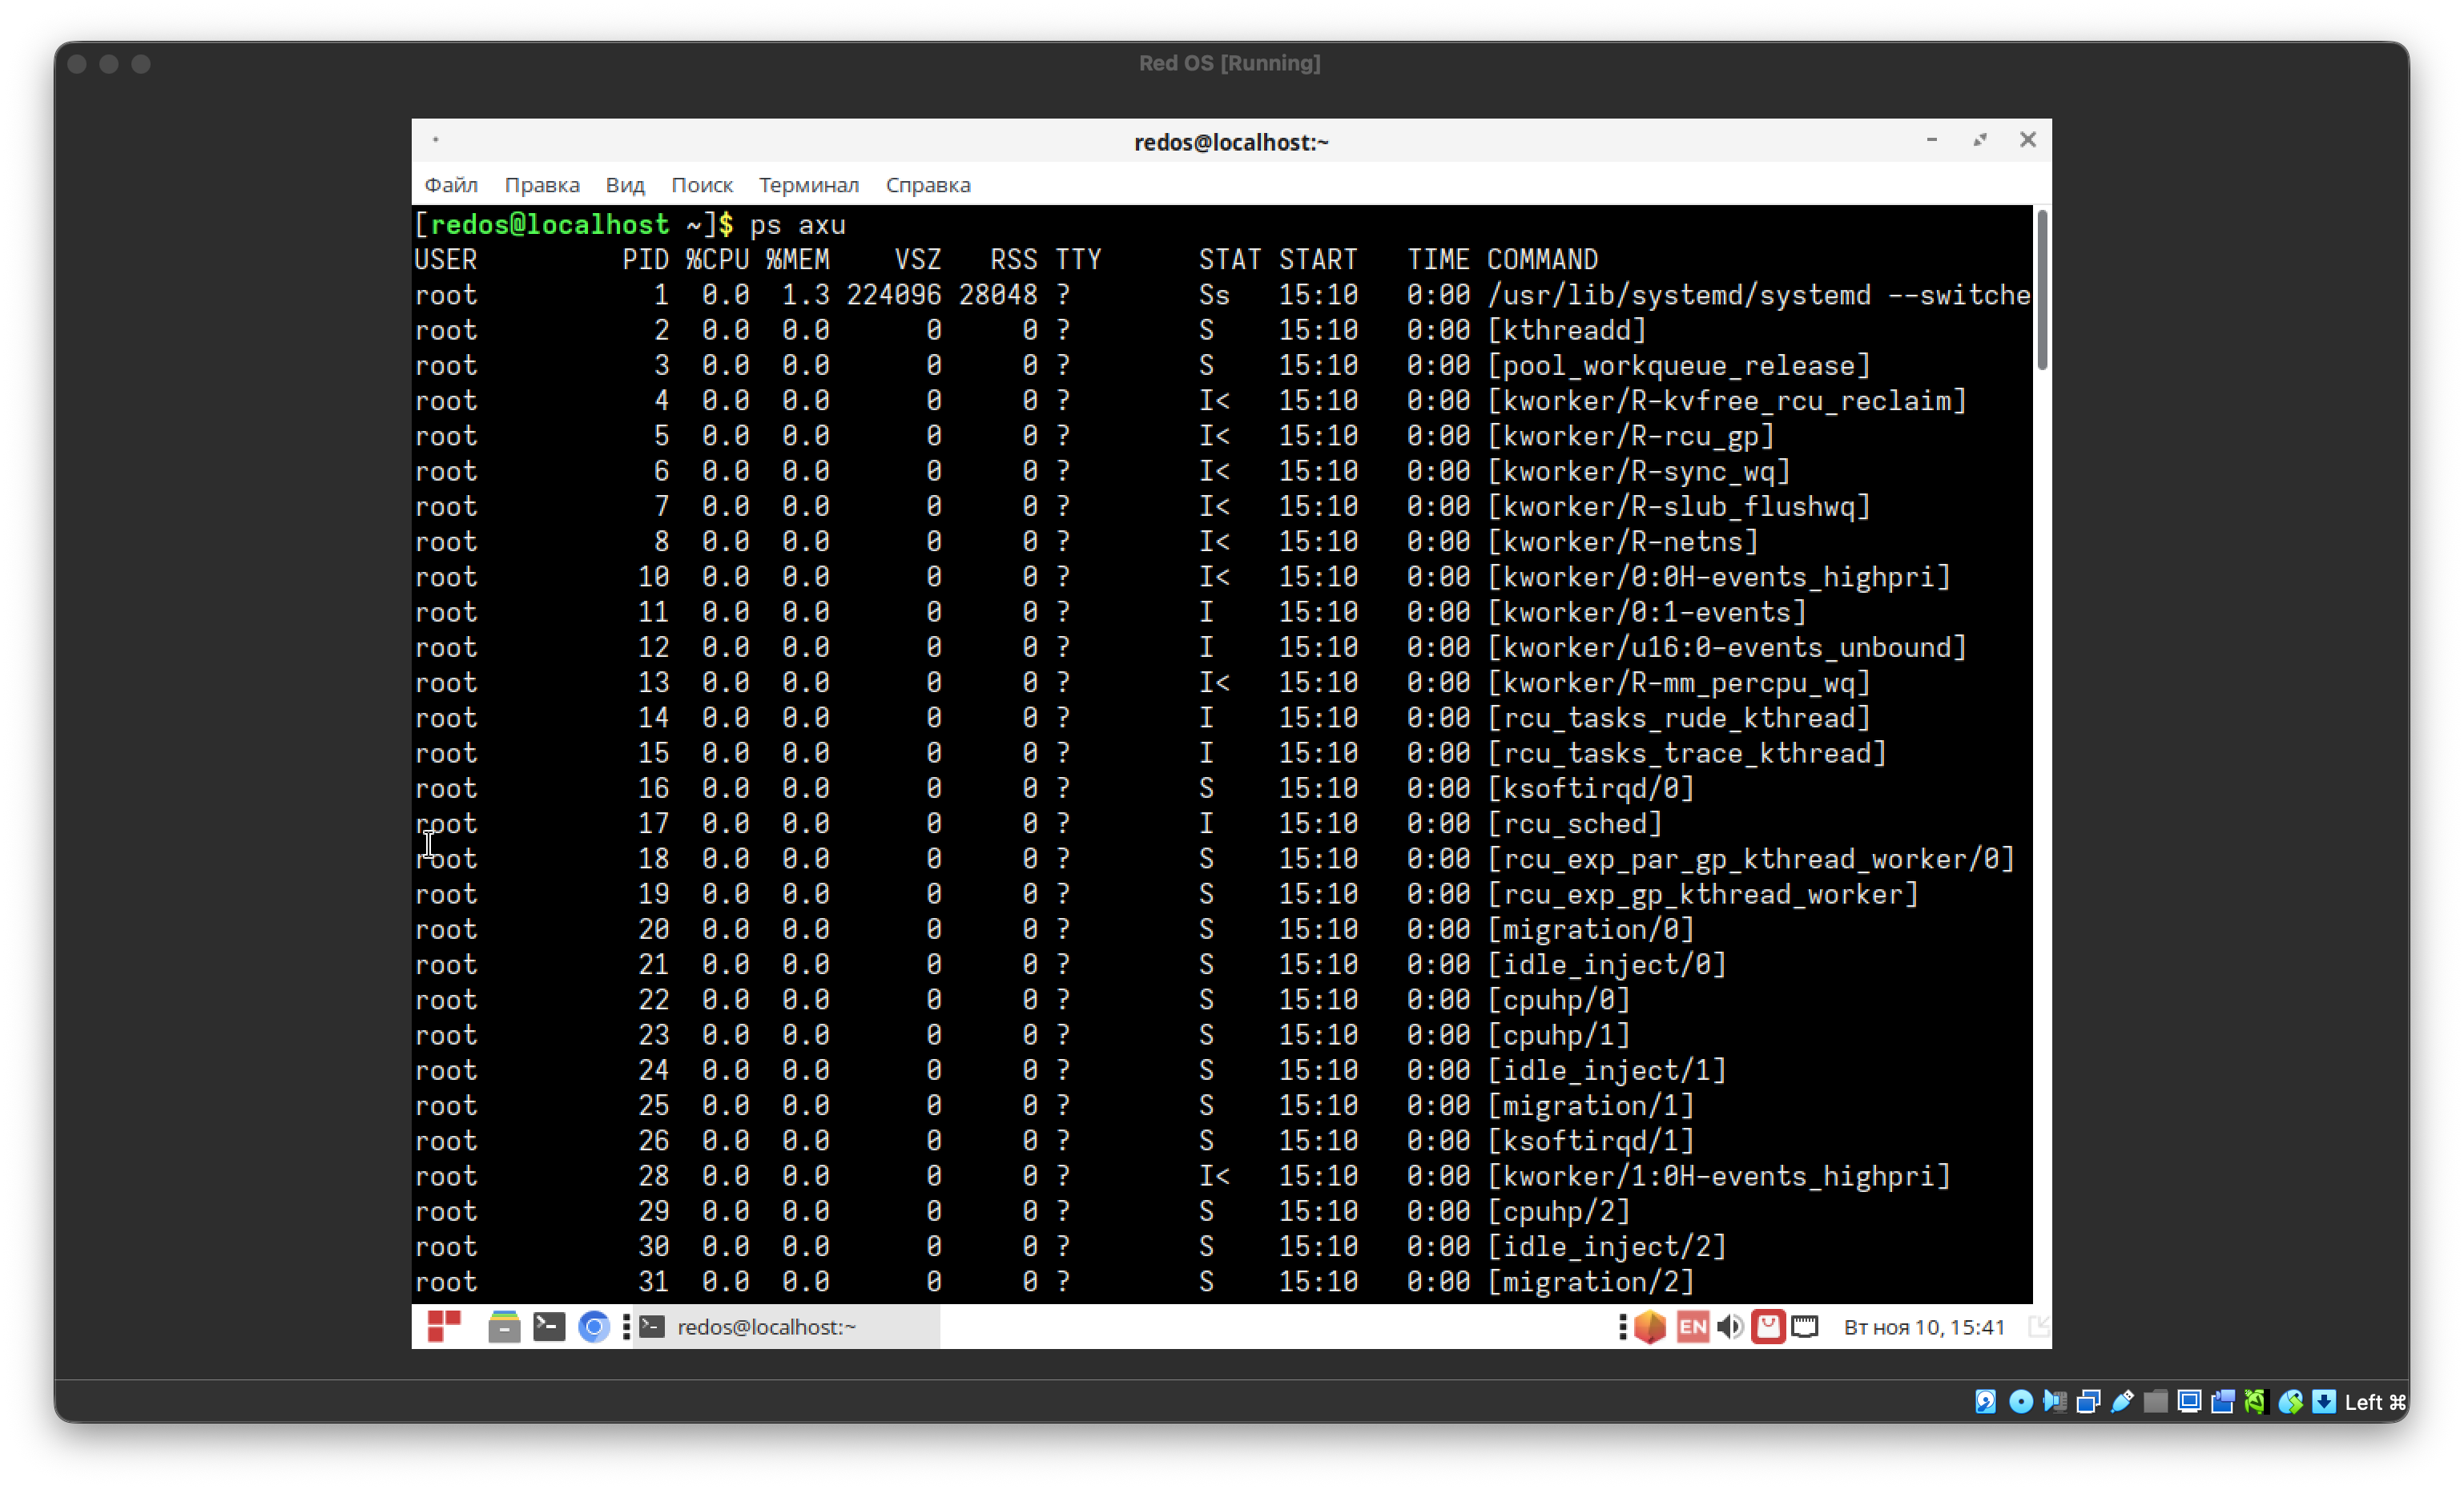 Red OS [Running]
redos@localhost:~
Файл Правка Вид Поиск Терминал Справка
[redos@localhost ~]$ ps axu
USER         PID %CPU %MEM    VSZ   RSS TTY      STAT START   TIME COMMAND
root           1  0.0  1.3 224096 28048 ?        Ss   15:10   0:00 /usr/lib/systemd/systemd --switche
root           2  0.0  0.0      0     0 ?        S    15:10   0:00 [kthreadd]
root           3  0.0  0.0      0     0 ?        S    15:10   0:00 [pool_workqueue_release]
root           4  0.0  0.0      0     0 ?        I<   15:10   0:00 [kworker/R-kvfree_rcu_reclaim]
root           5  0.0  0.0      0     0 ?        I<   15:10   0:00 [kworker/R-rcu_gp]
root           6  0.0  0.0      0     0 ?        I<   15:10   0:00 [kworker/R-sync_wq]
root           7  0.0  0.0      0     0 ?        I<   15:10   0:00 [kworker/R-slub_flushwq]
root           8  0.0  0.0      0     0 ?        I<   15:10   0:00 [kworker/R-netns]
root          10  0.0  0.0      0     0 ?        I<   15:10   0:00 [kworker/0:0H-events_highpri]
root          11  0.0  0.0      0     0 ?        I    15:10   0:00 [kworker/0:1-events]
root          12  0.0  0.0      0     0 ?        I    15:10   0:00 [kworker/u16:0-events_unbound]
root          13  0.0  0.0      0     0 ?        I<   15:10   0:00 [kworker/R-mm_percpu_wq]
root          14  0.0  0.0      0     0 ?        I    15:10   0:00 [rcu_tasks_rude_kthread]
root          15  0.0  0.0      0     0 ?        I    15:10   0:00 [rcu_tasks_trace_kthread]
root          16  0.0  0.0      0     0 ?        S    15:10   0:00 [ksoftirqd/0]
root          17  0.0  0.0      0     0 ?        I    15:10   0:00 [rcu_sched]
root          18  0.0  0.0      0     0 ?        S    15:10   0:00 [rcu_exp_par_gp_kthread_worker/0]
root          19  0.0  0.0      0     0 ?        S    15:10   0:00 [rcu_exp_gp_kthread_worker]
root          20  0.0  0.0      0     0 ?        S    15:10   0:00 [migration/0]
root          21  0.0  0.0      0     0 ?        S    15:10   0:00 [idle_inject/0]
root          22  0.0  0.0      0     0 ?        S    15:10   0:00 [cpuhp/0]
root          23  0.0  0.0      0     0 ?        S    15:10   0:00 [cpuhp/1]
root          24  0.0  0.0      0     0 ?        S    15:10   0:00 [idle_inject/1]
root          25  0.0  0.0      0     0 ?        S    15:10   0:00 [migration/1]
root          26  0.0  0.0      0     0 ?        S    15:10   0:00 [ksoftirqd/1]
root          28  0.0  0.0      0     0 ?        I<   15:10   0:00 [kworker/1:0H-events_highpri]
root          29  0.0  0.0      0     0 ?        S    15:10   0:00 [cpuhp/2]
root          30  0.0  0.0      0     0 ?        S    15:10   0:00 [idle_inject/2]
root          31  0.0  0.0      0     0 ?        S    15:10   0:00 [migration/2]
redos@localhost:~ EN Вт ноя 10, 15:41
Left ⌘